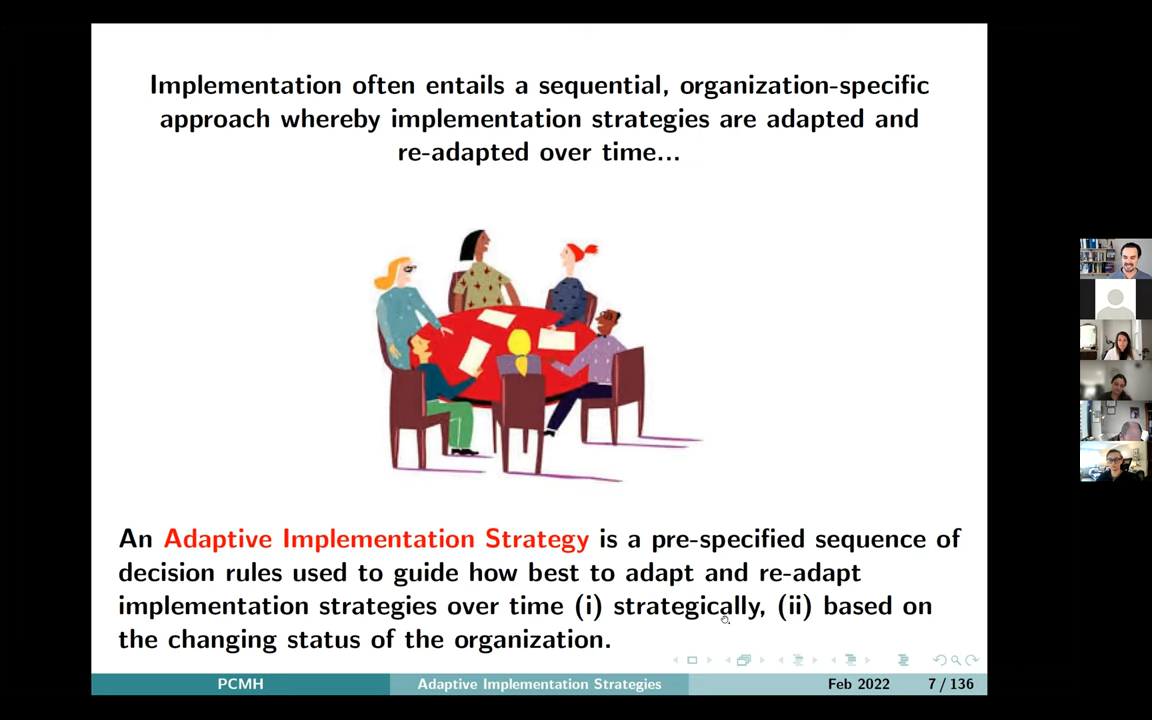 Implementation often entails a sequential, organization-specific
approach whereby implementation strategies are adapted and
re-adapted over time...
An Adaptive Implementation Strategy is a pre-specified sequence of
decision rules used to guide how best to adapt and re-adapt
implementation strategies over time (i) strategically, (ii) based on
the changing status of the organization.
PCMH
Adaptive Implementation Strategies
Feb 2022
7 / 136